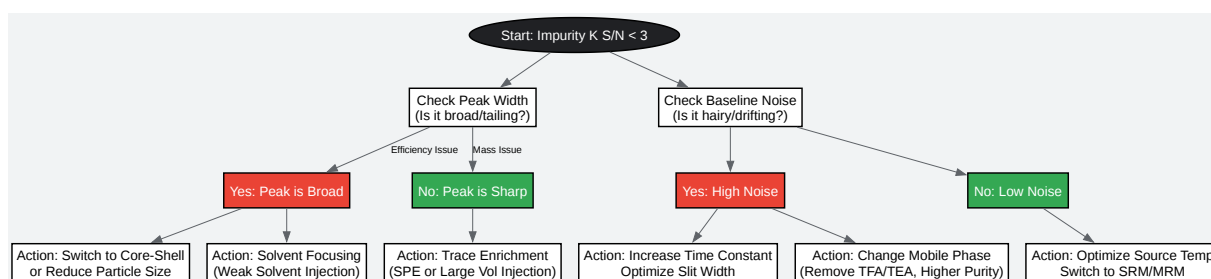 Start: Impurity K S/N < 3
Check Peak Width
(Is it broad/tailing?)
Check Baseline Noise
(Is it hairy/drifting?)
Efficiency Issue
Mass Issue
Yes: Peak is Broad
No: Peak is Sharp
Yes: High Noise
No: Low Noise
Action: Switch to Core-Shell
or Reduce Particle Size
Action: Solvent Focusing
(Weak Solvent Injection)
Action: Trace Enrichment
(SPE or Large Vol Injection)
Action: Increase Time Constant
Optimize Slit Width
Action: Change Mobile Phase
(Remove TFA/TEA, Higher Purity)
Action: Optimize Source Temp
Switch to SRM/MRM